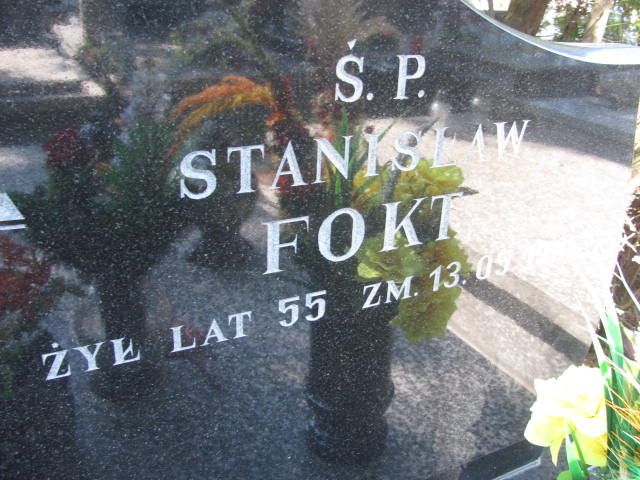 Ś. P.
STANISŁAW
FOKT
ŻYŁ LAT 55 ZM. 13. 09